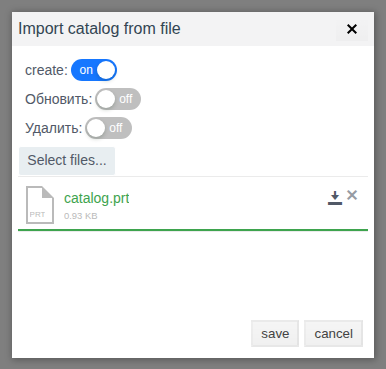 Import catalog from file
create: on
Обновить: off
Удалить: off
Select files...
catalog.prt
PRT
0.93 KB
save cancel